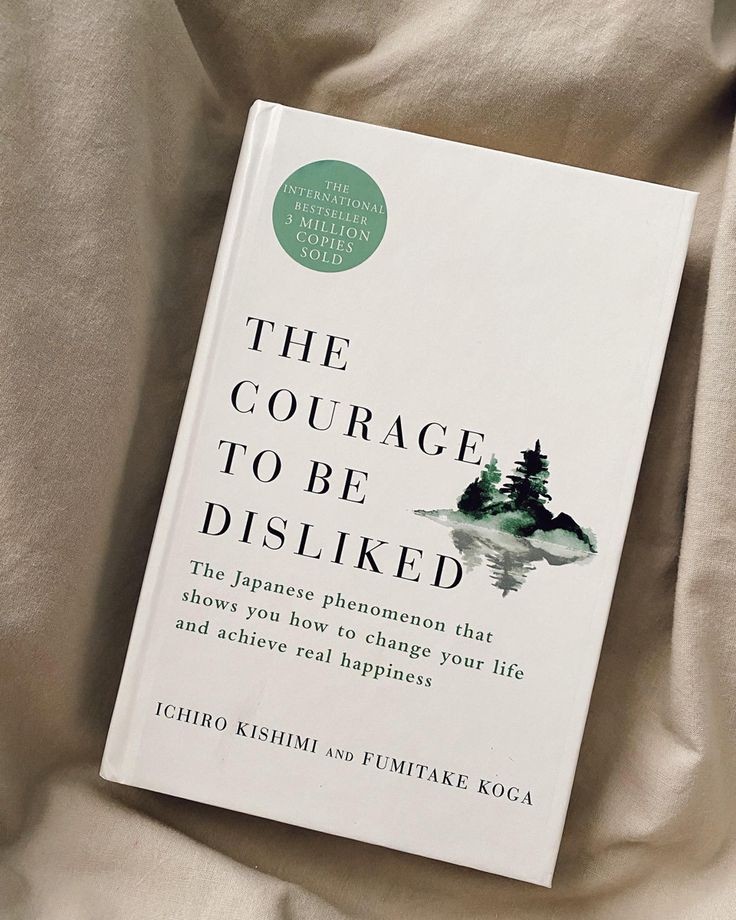 THE
INTERNATIONAL
BESTSELLER
3 MILLION
COPIES
SOLD
THE
COURAGE
TO BE
DISLIKED
The Japanese phenomenon that
shows you how to change your life
and achieve real happiness
ICHIRO KISHIMI AND FUMITAKE KOGA